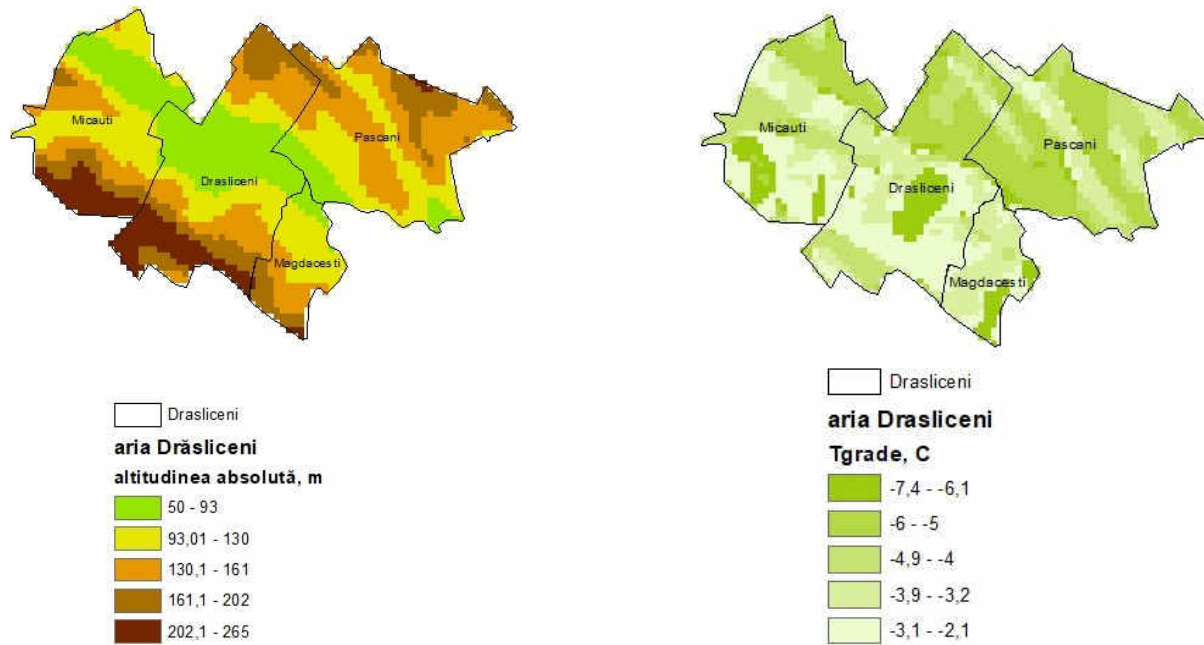 Micauti
Pascani
Drasliceni
Magdacesti
Drasliceni
aria Drăsliceni
altitudinea absolută, m
50 - 93
93,01 - 130
130,1 - 161
161,1 - 202
202,1 - 265
Micauti
Pascani
Drasliceni
Magdacesti
Drasliceni
aria Drasliceni
Tgrade, C
-7,4 - -6,1
-6 - -5
-4,9 - -4
-3,9 - -3,2
-3,1 - -2,1